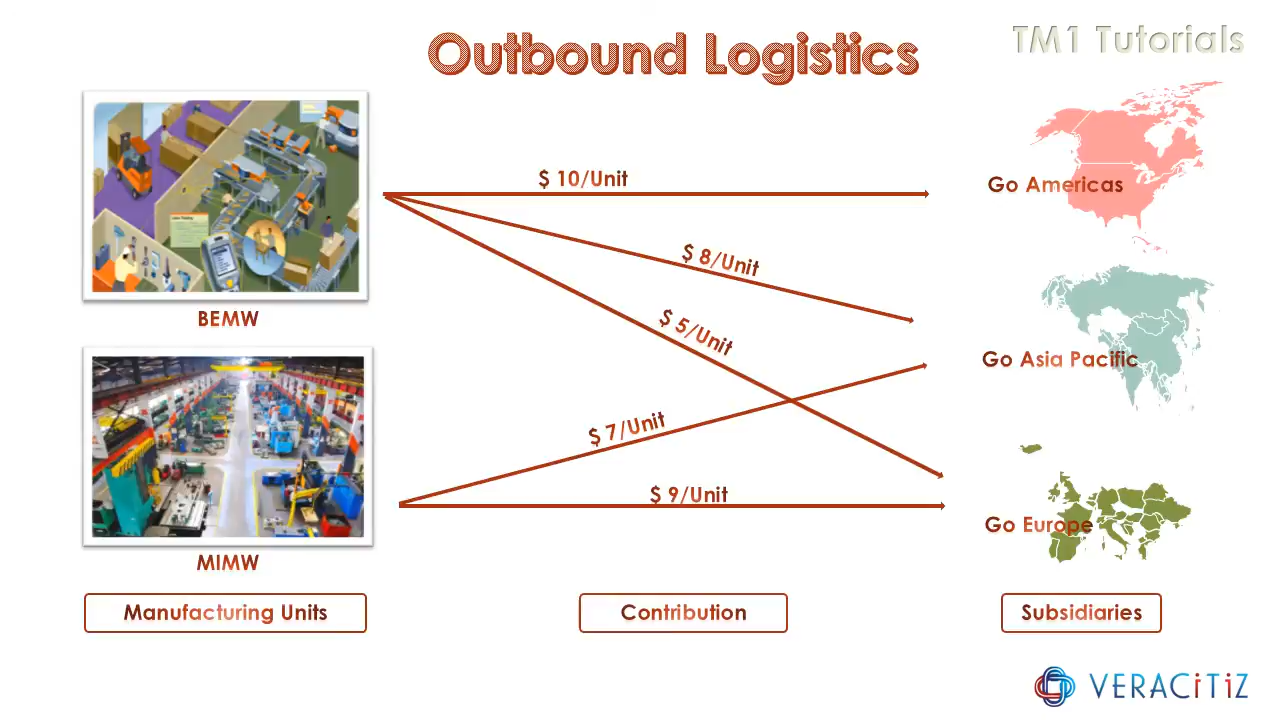 Outbound Logistics
TM1 Tutorials
$ 10/Unit
Go Americas
$ 8/Unit
BEMW
$ 5/Unit
Go Asia Pacific
$ 7/Unit
$ 9/Unit
Go Europe
MIMW
Manufacturing Units
Contribution
Subsidiaries
VERACiTiZ